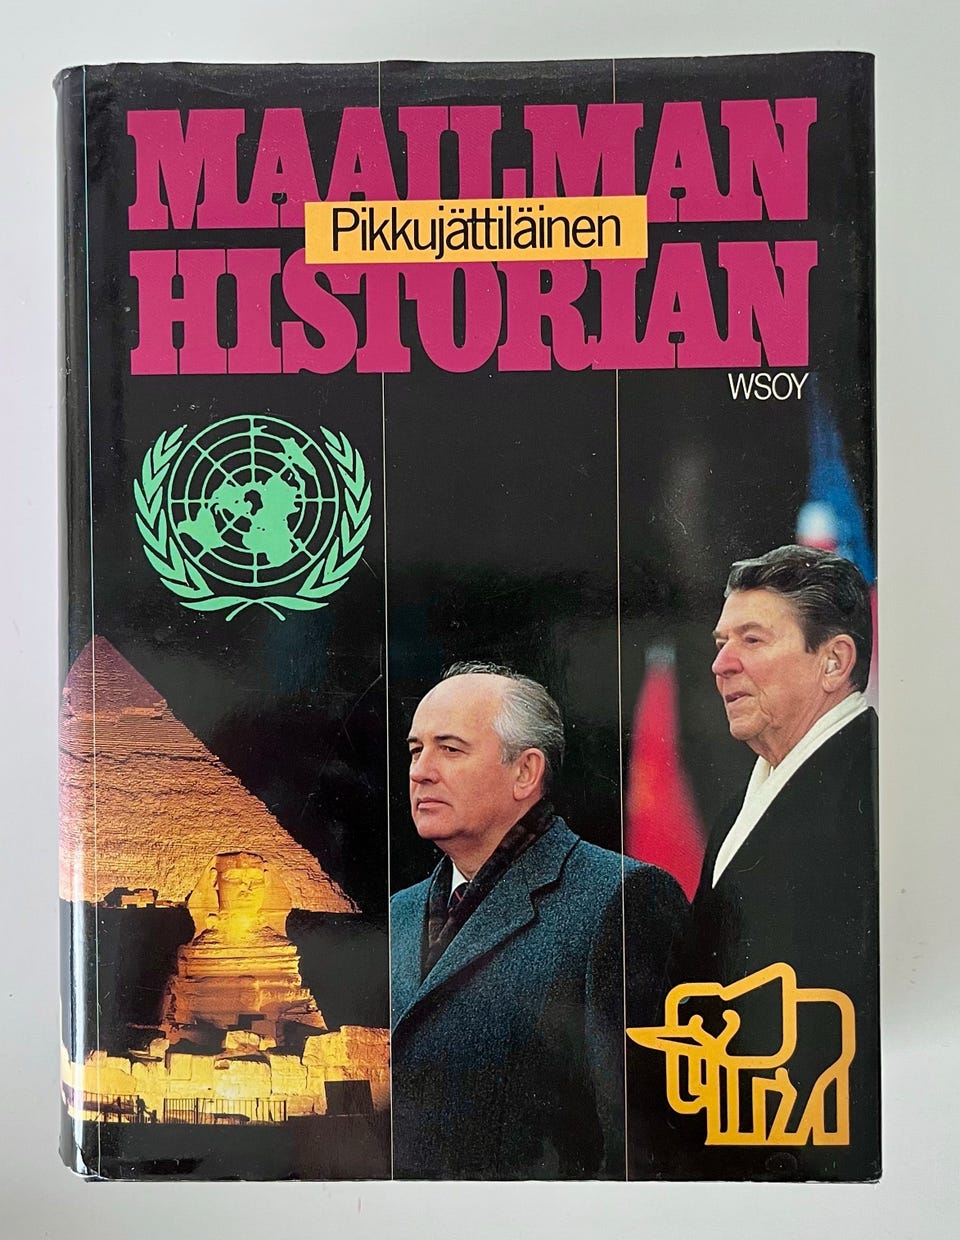 MAAILMAN
Pikkujättiläinen
HISTORIAN
WSOY